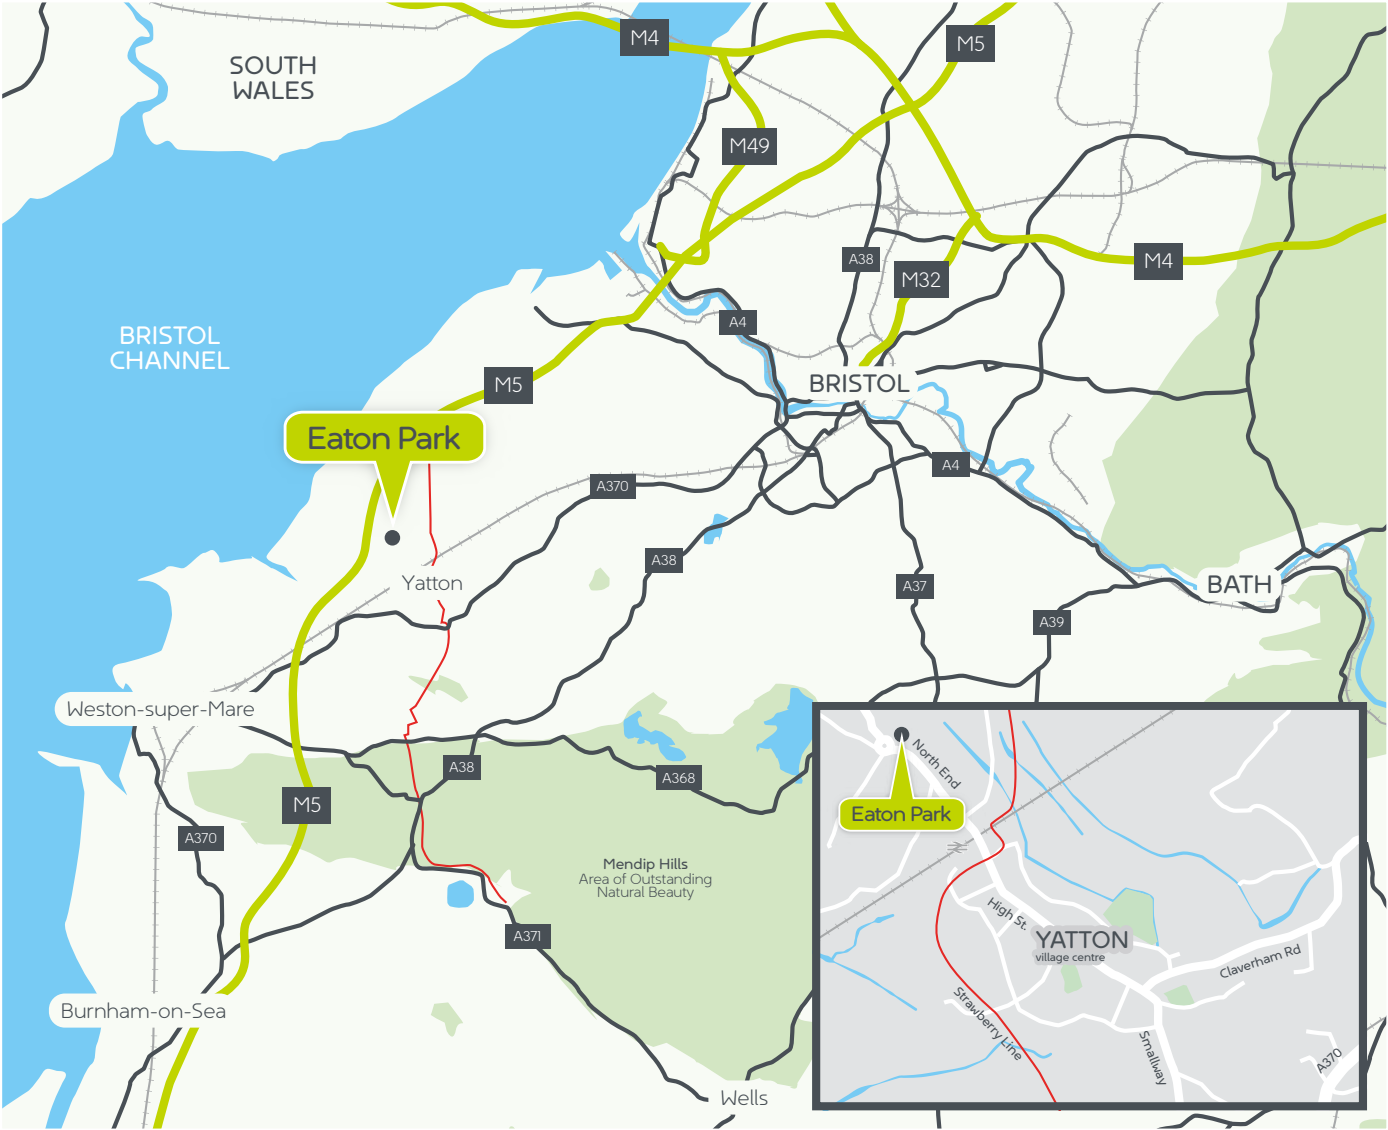 M4
M5
SOUTH
WALES
M49
A38
M4
M32
A4
BRISTOL
CHANNEL
M5
BRISTOL
Eaton Park
A4
A370
A38
Yatton
A37
BATH
A39
Weston-super-Mare
A38
A368
M5
A370
Mendip Hills
Area of Outstanding
Natural Beauty
A371
Burnham-on-Sea
Wells
North End
Eaton Park
High St.
YATTON
village centre
Claverham Rd
Strawberry Line
Smallway
A370